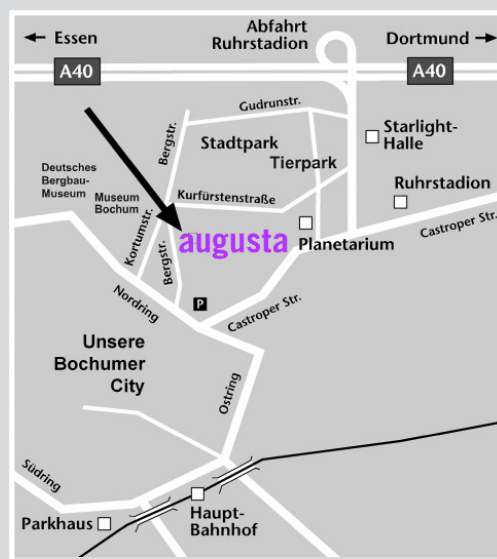 ← Essen
Abfahrt
Ruhrstadion
Dortmund →
A40
A40
Gudrunstr.
Bergstr.
Stadtpark
Tierpark
Starlight-
Halle
Deutsches
Bergbau-
Museum
Museum
Bochum
Kurfürstenstraße
Ruhrstadion
Kortumstr.
augusta
Planetarium
Castroper Str.
Bergstr.
Nordring
P
Castroper Str.
Unsere
Bochumer
City
Ostring
Südring
Parkhaus
Haupt-
Bahnhof